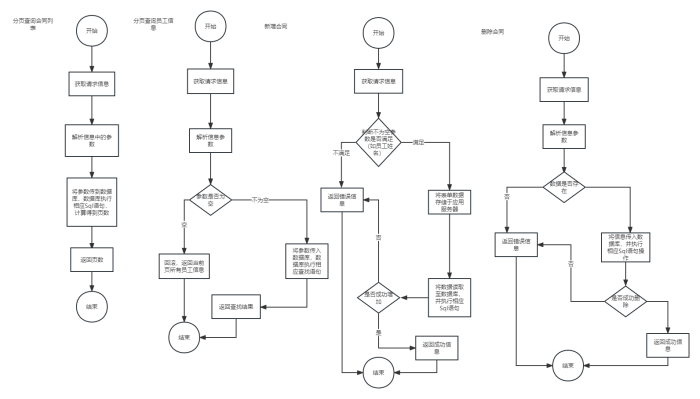 分页查询合同列
表
开始
获取请求信息
解析信息中的参
数
将参数传到数据
库、数据库执行
相应Sql语句，
计算得到页数
返回页数
结束
分页查询员工信
息
开始
获取请求信息
解析信息参数
参数是否为
空
空
不为空
回滚、返回当前
页所有员工信息
将参数传入
数据库、数
据库执行相
应查找语句
返回查找结果
结束
新增合同
开始
获取请求信息
判断不为空参
数是否满足
（如员工姓
名）
不满足
满足
返回错误信
息
将表单数据
存储于应用
服务器
否
将数据读取
至数据库，
并执行相应
Sql语句
是否成功增
加
是
返回成功信
息
结束
删除合同
开始
获取请求信息
解析信息参
数
数据是否存
在
否
返回错误信
息
将信息传入数
据库，并执行
相应Sql语句操
作
否
是否成功删
除
返回成功信
息
结束